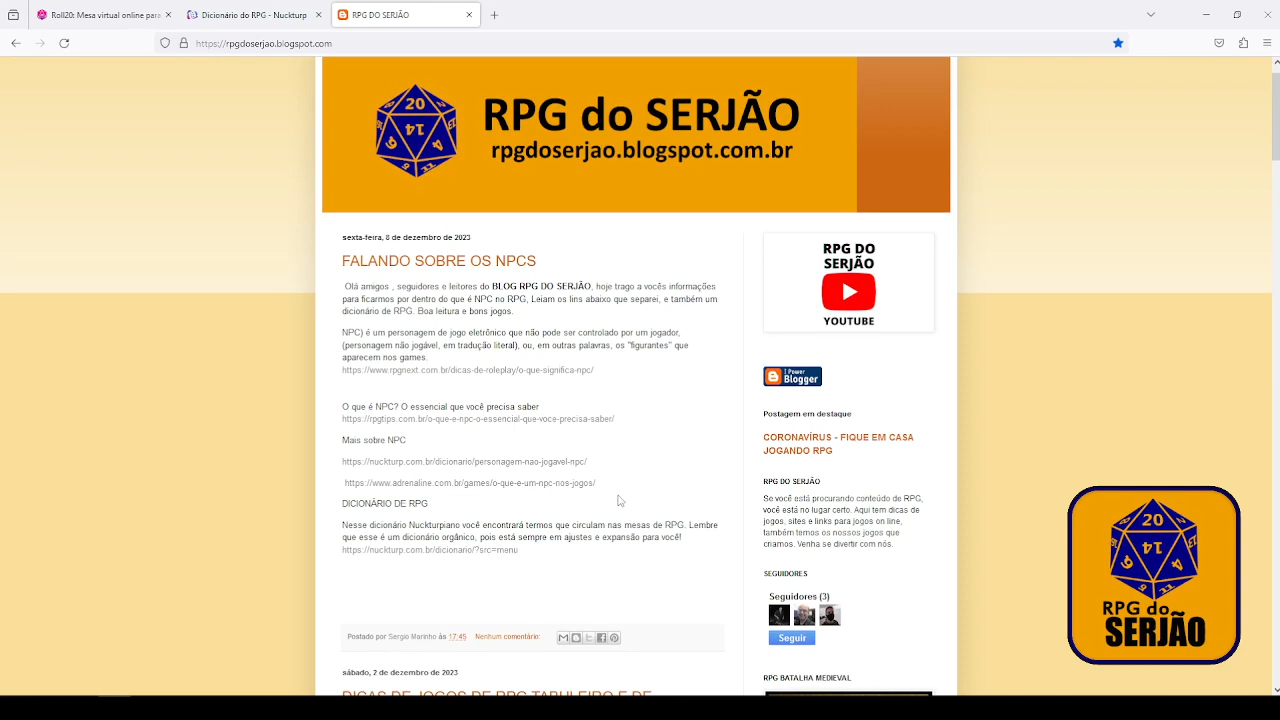 Roll20: Mesa virtual online para
Dicionário do RPG - Nuckturp
RPG DO SERJÃO
https://rpgdoserjao.blogspot.com
20
14
RPG do SERJÃO
rpgdoserjao.blogspot.com.br
sexta-feira, 8 de dezembro de 2023
FALANDO SOBRE OS NPCS
Olá amigos , seguidores e leitores do BLOG RPG DO SERJÃO, hoje trago a vocês informações
para ficarmos por dentro do que é NPC no RPG, Leiam os lins abaixo que separei, e também um
dicionário de RPG. Boa leitura e bons jogos.
NPC) é um personagem de jogo eletrônico que não pode ser controlado por um jogador,
(personagem não jogável, em tradução literal), ou, em outras palavras, os "figurantes" que
aparecem nos games.
https://www.rpgnext.com.br/dicas-de-roleplay/o-que-significa-npc/
O que é NPC? O essencial que você precisa saber
https://rpgtips.com.br/o-que-e-npc-o-essencial-que-voce-precisa-saber/
Mais sobre NPC
https://nuckturp.com.br/dicionario/personagem-nao-jogavel-npc/
https://www.adrenaline.com.br/games/o-que-e-um-npc-nos-jogos/
DICIONÁRIO DE RPG
Nesse dicionário Nuckturpiano você encontrará termos que circulam nas mesas de RPG. Lembre
que esse é um dicionário orgânico, pois está sempre em ajustes e expansão para você!
https://nuckturp.com.br/dicionario/?src=menu
Postado por Sergio Marinho às 17:45 Nenhum comentário:
sábado, 2 de dezembro de 2023
DICAS DE JOGOS DE RPG TABULEIRO E DE
RPG DO
SERJÃO
YOUTUBE
I Power
Blogger
Postagem em destaque
CORONAVÍRUS - FIQUE EM CASA
JOGANDO RPG
RPG DO SERJÃO
Se você está procurando conteúdo de RPG,
você está no lugar certo. Aqui tem dicas de
jogos, sites e links para jogos on line,
também temos os nossos jogos que
criamos. Venha se divertir com nós.
SEGUIDORES
Seguidores (3)
Seguir
RPG BATALHA MEDIEVAL
20
14
RPG do
SERJÃO